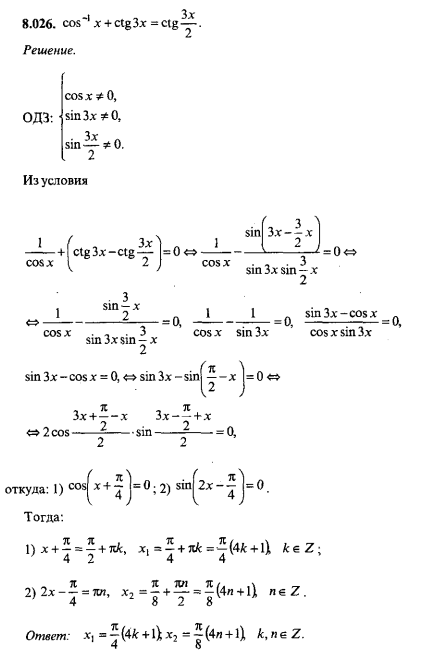 8.026. cos⁻¹ x + ctg3x = ctg 3x/2.
Решение.
ОДЗ: { cos x ≠ 0,
sin 3x ≠ 0,
sin 3x/2 ≠ 0.
Из условия
1/cos x + (ctg 3x − ctg 3x/2) = 0 ⇔ 1/cos x − sin(3x − 3/2 x)/(sin 3x sin 3/2 x) = 0 ⇔
⇔ 1/cos x − sin 3/2 x/(sin 3x sin 3/2 x) = 0, 1/cos x − 1/sin 3x = 0, (sin 3x − cos x)/(cos x sin 3x) = 0,
sin 3x − cos x = 0, ⇔ sin 3x − sin(π/2 − x) = 0 ⇔
⇔ 2 cos (3x + π/2 − x)/2 · sin (3x − π/2 + x)/2 = 0,
откуда: 1) cos(x + π/4) = 0; 2) sin(2x − π/4) = 0.
Тогда:
1) x + π/4 = π/2 + πk, x₁ = π/4 + πk = π/4 (4k + 1), k ∈ Z;
2) 2x − π/4 = πn, x₂ = π/8 + πn/2 = π/8 (4n + 1), n ∈ Z.
Ответ: x₁ = π/4 (4k + 1); x₂ = π/8 (4n + 1), k, n ∈ Z.